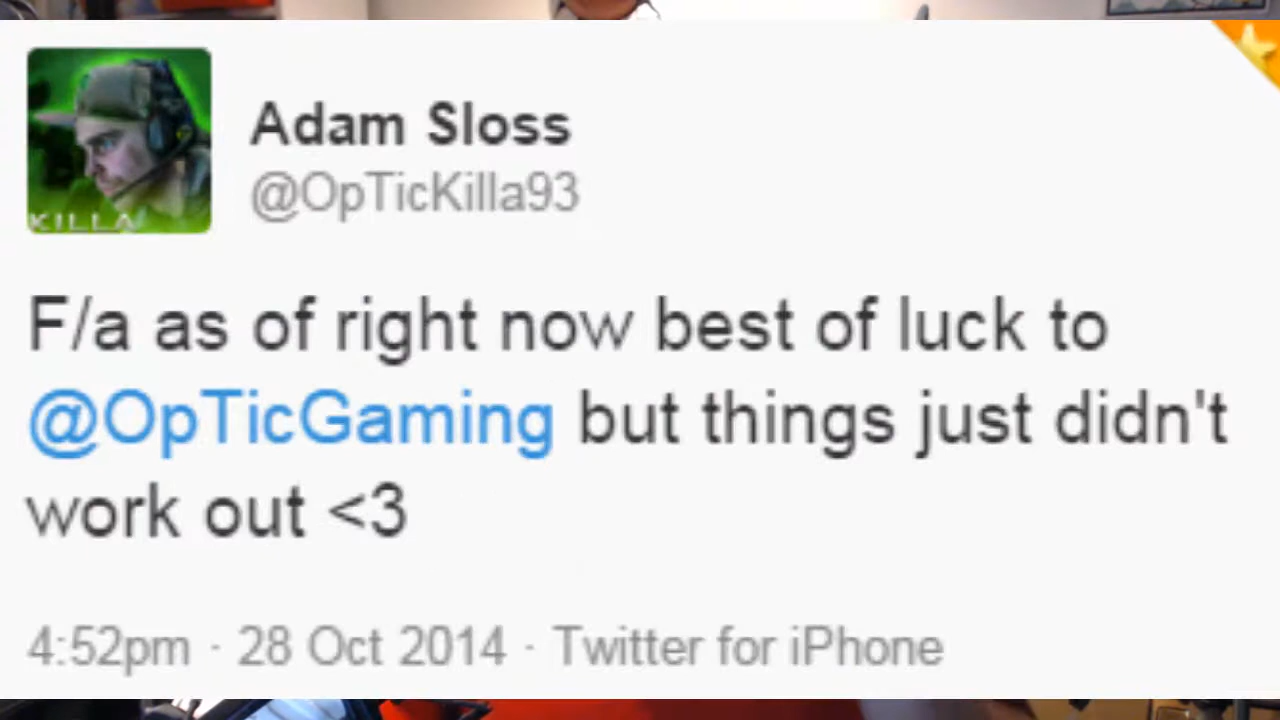 KILLA
Adam Sloss
@OpTicKilla93
F/a as of right now best of luck to
@OpTicGaming but things just didn't
work out <3
4:52pm · 28 Oct 2014 · Twitter for iPhone